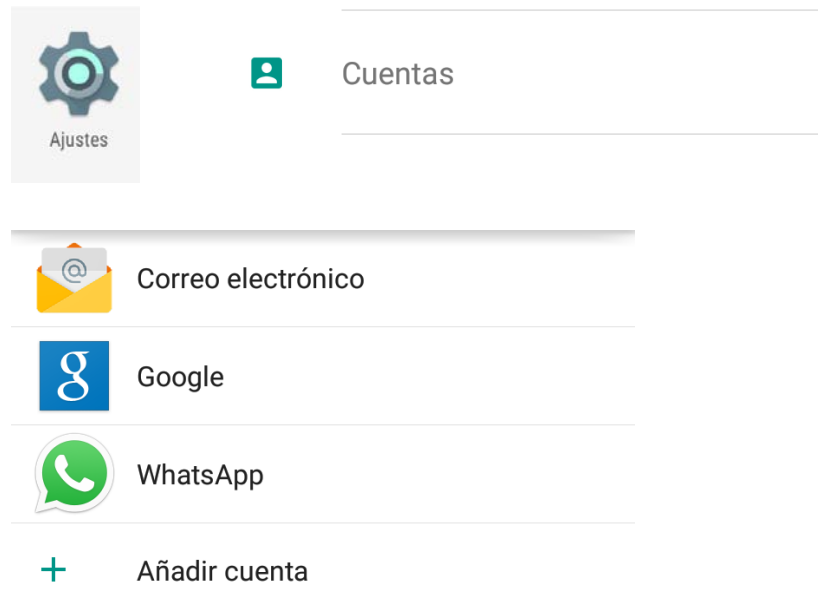 Ajustes
Cuentas
@
Correo electrónico
g
Google
WhatsApp
+ Añadir cuenta